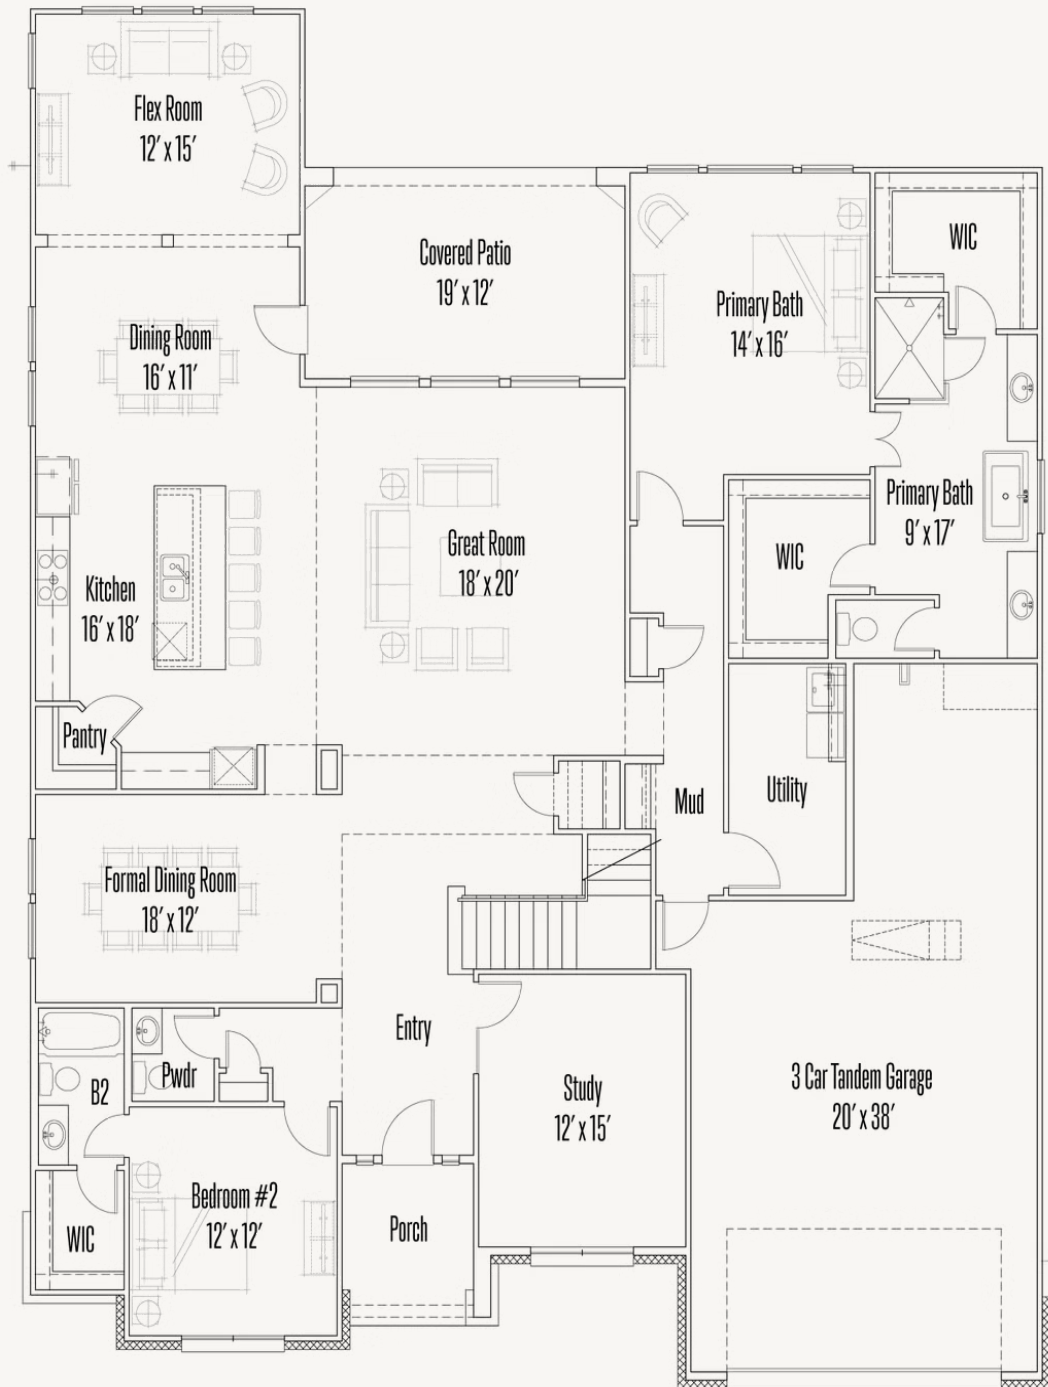 Flex Room
12' x 15'
Covered Patio
19' x 12'
WIC
Primary Bath
14' x 16'
Dining Room
16' x 11'
Primary Bath
9' x 17'
Great Room
18' x 20'
WIC
Kitchen
16' x 18'
Pantry
Mud
Utility
Formal Dining Room
18' x 12'
Entry
Pwdr
B2
Study
12' x 15'
3 Car Tandem Garage
20' x 38'
Bedroom #2
12' x 12'
WIC
Porch